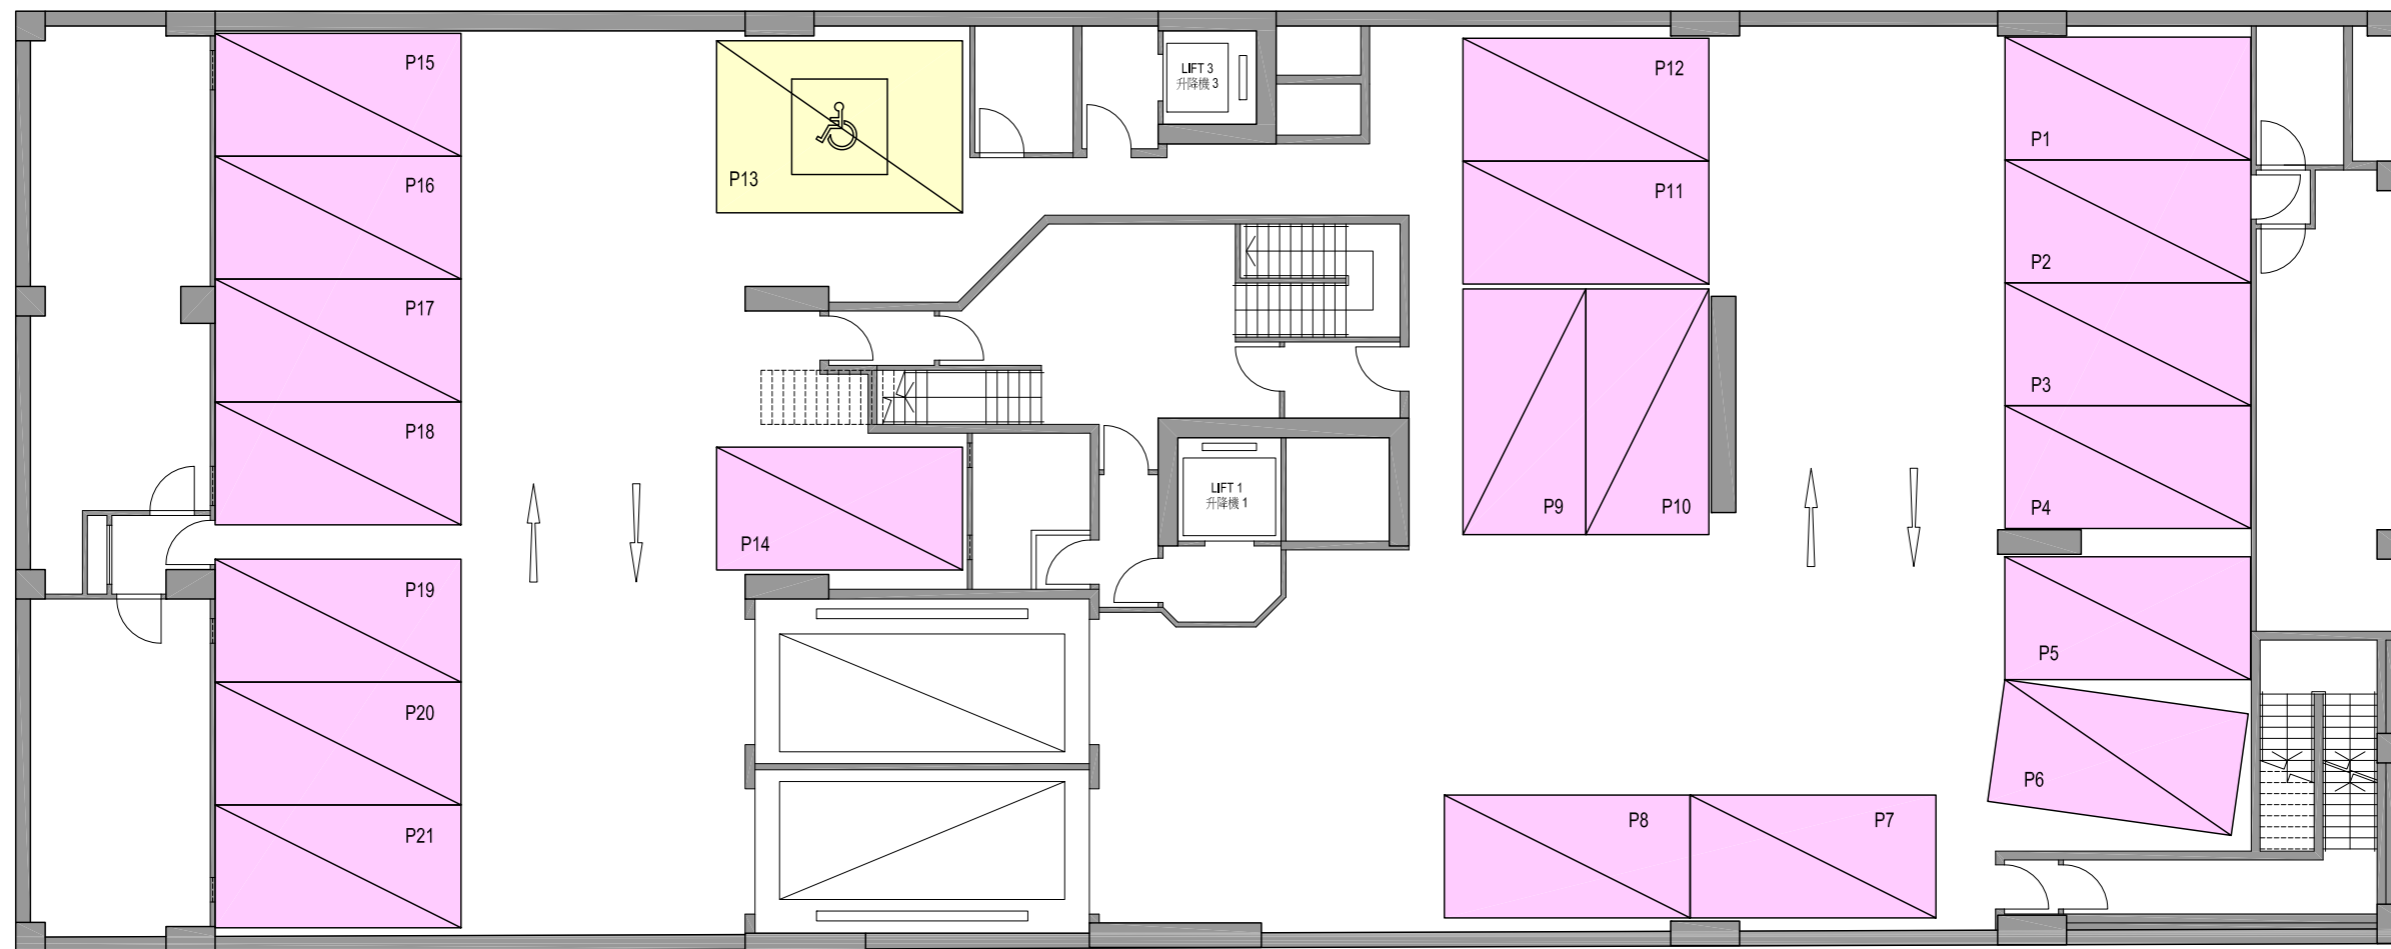 P15
LIFT 3
升降機 3
P12
P1
P16
P13
P11
P2
P17
P3
P18
LIFT 1
升降機 1
P9
P10
P4
P14
P19
P5
P20
P6
P21
P8
P7